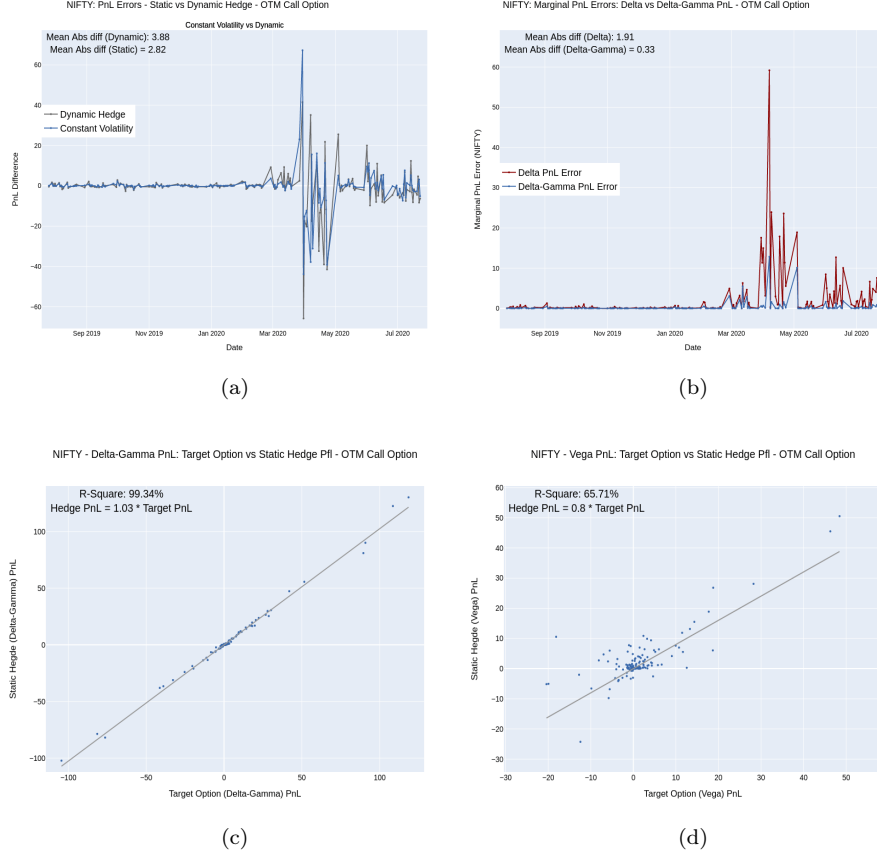 NIFTY: PnL Errors - Static vs Dynamic Hedge - OTM Call Option
Constant Volatility vs Dynamic
Mean Abs diff (Dynamic): 3.88
Mean Abs diff (Static) = 2.82
Dynamic Hedge
Constant Volatility
PnL Difference
60
40
20
0
−20
−40
−60
Sep 2019
Nov 2019
Jan 2020
Mar 2020
May 2020
Jul 2020
Date
(a)
NIFTY: Marginal PnL Errors: Delta vs Delta-Gamma PnL - OTM Call Option
Mean Abs diff (Delta): 1.91
Mean Abs diff (Delta-Gamma) = 0.33
Delta PnL Error
Delta-Gamma PnL Error
Marginal PnL Error (NIFTY)
60
50
40
30
20
10
0
Sep 2019
Nov 2019
Jan 2020
Mar 2020
May 2020
Jul 2020
Date
(b)
NIFTY - Delta-Gamma PnL: Target Option vs Static Hedge Pfl - OTM Call Option
R-Square: 99.34%
Hedge PnL = 1.03 * Target PnL
Static Hegde (Delta-Gamma) PnL
100
50
0
−50
−100
−100
−50
0
50
100
Target Option (Delta-Gamma) PnL
(c)
NIFTY - Vega PnL: Target Option vs Static Hedge Pfl - OTM Call Option
R-Square: 65.71%
Hedge PnL = 0.8 * Target PnL
Static Hegde (Vega) PnL
60
50
40
30
20
10
0
−10
−20
−30
−30
−20
−10
0
10
20
30
40
50
Target Option (Vega) PnL
(d)